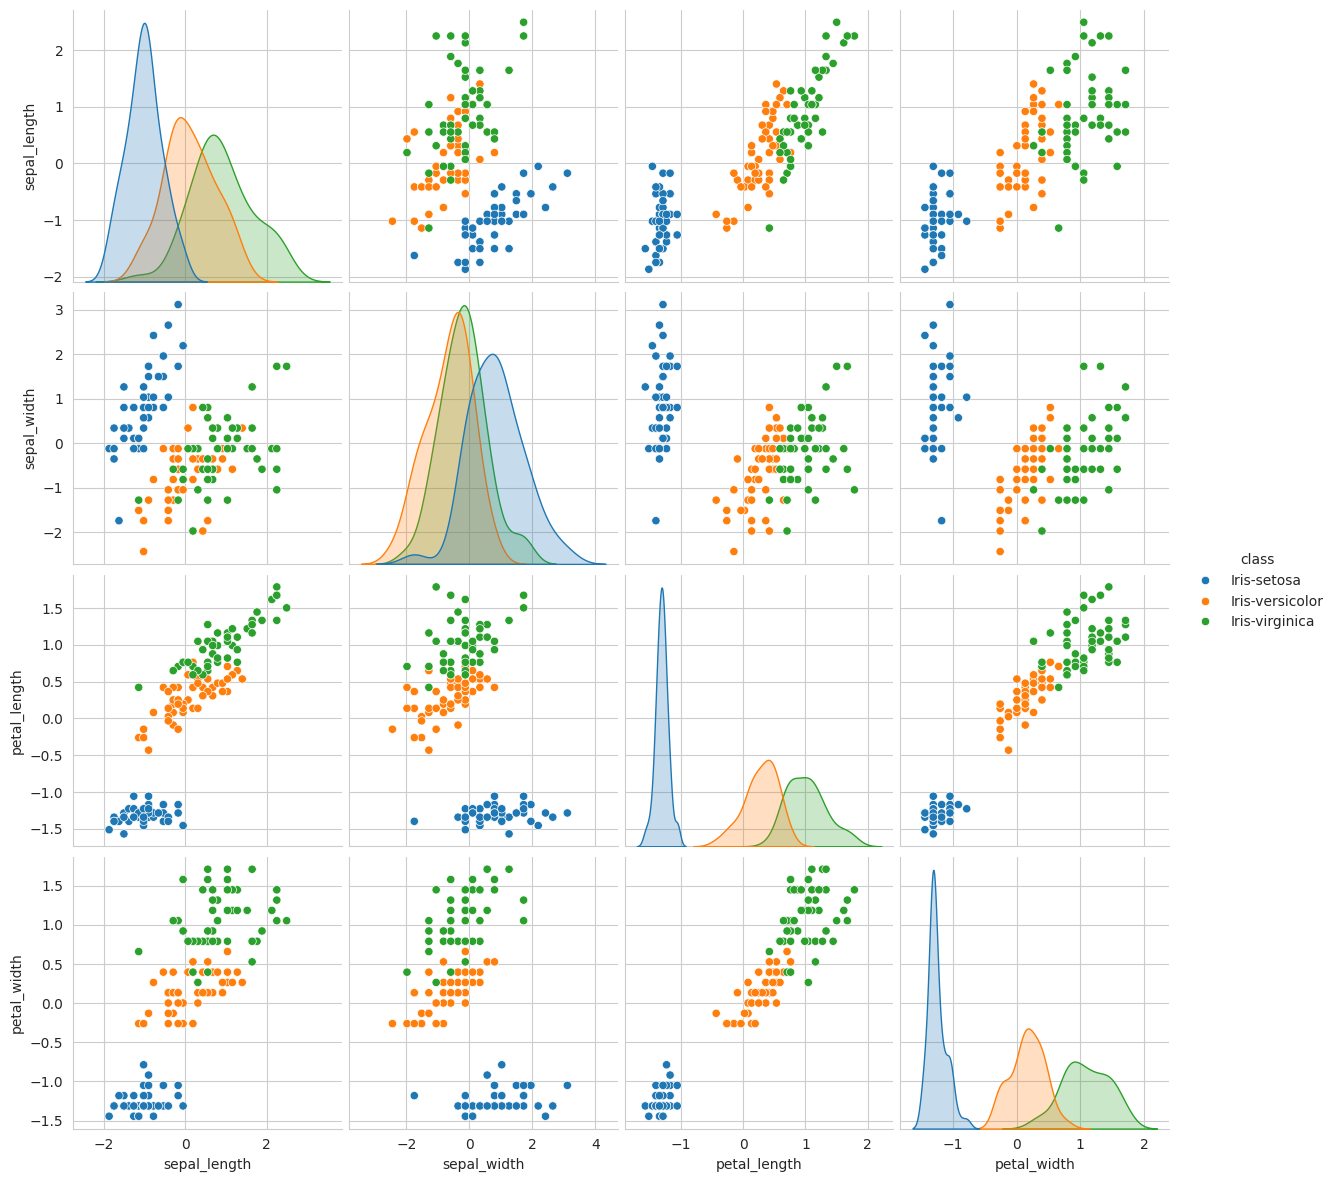 2
1
0
−1
−2
sepal_length
3
2
1
0
−1
−2
sepal_width
class
Iris-setosa
Iris-versicolor
Iris-virginica
1.5
1.0
0.5
0.0
−0.5
−1.0
−1.5
petal_length
1.5
1.0
0.5
0.0
−0.5
−1.0
−1.5
petal_width
−2 0 2
−2 0 2 4
−1 0 1 2
−1 0 1 2
sepal_length
sepal_width
petal_length
petal_width